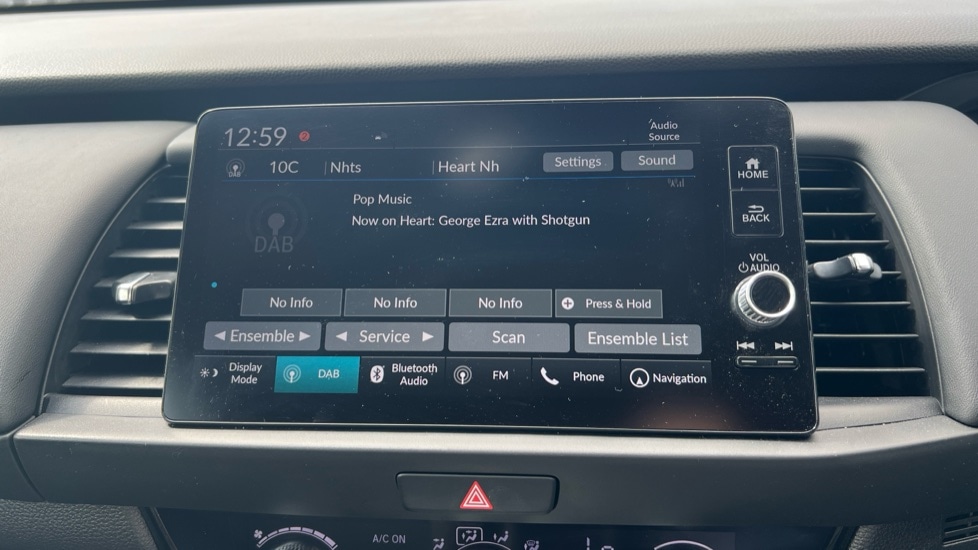 12:59
Audio
Source
DAB 10C Nhts Heart Nh Settings Sound
HOME
Pop Music
Now on Heart: George Ezra with Shotgun
DAB
BACK
VOL
AUDIO
No Info No Info No Info Press & Hold
Ensemble Service Scan Ensemble List
Display
Mode
DAB
Bluetooth
Audio
FM
Phone
Navigation
A/C ON